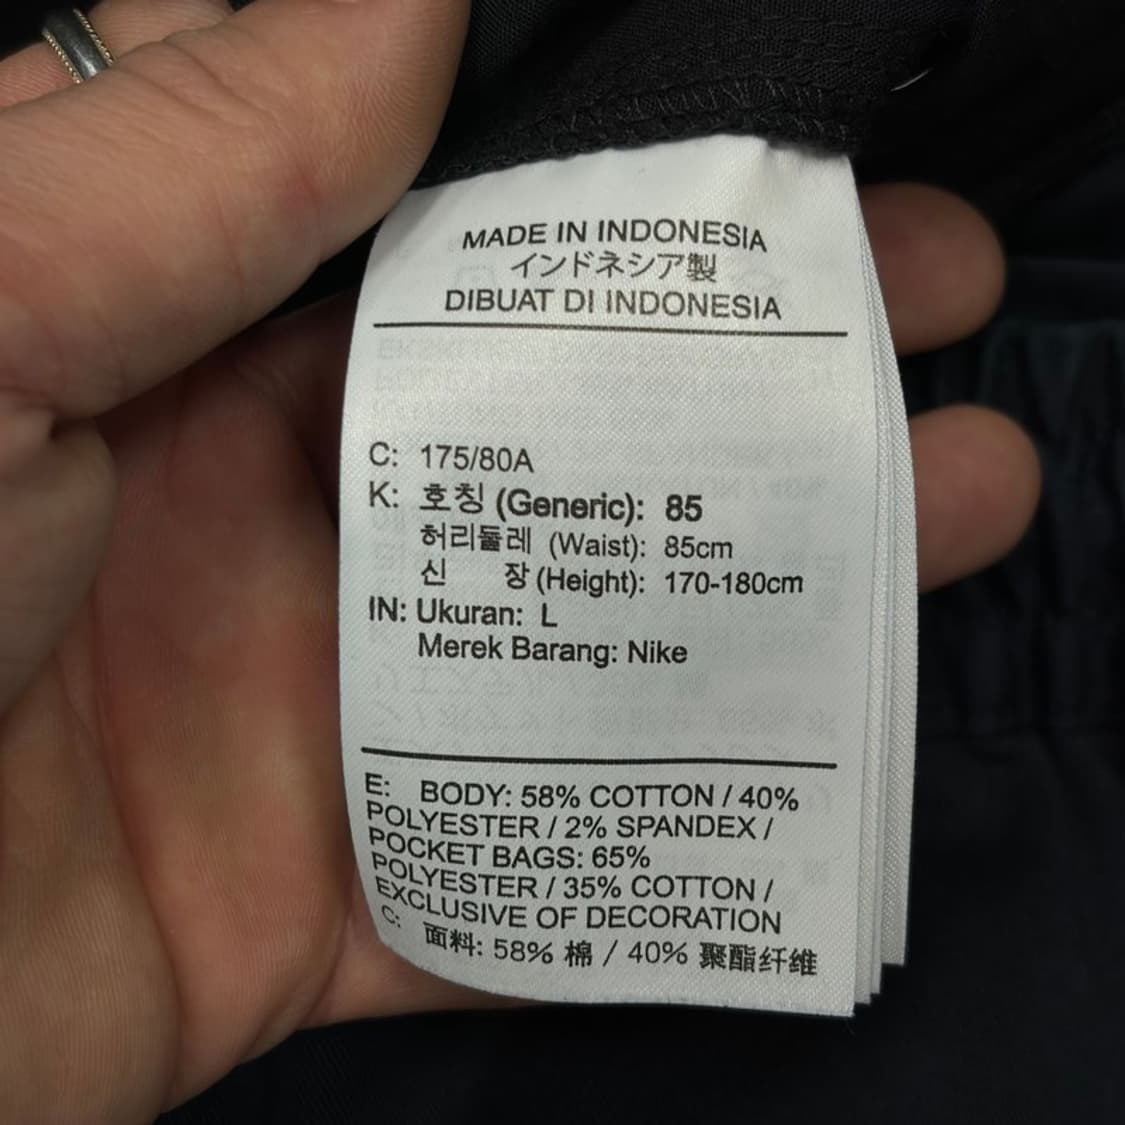 MADE IN INDONESIA
インドネシア製
DIBUAT DI INDONESIA
C: 175/80A
K: 호칭 (Generic): 85
허리둘레 (Waist): 85cm
신 장 (Height): 170-180cm
IN: Ukuran: L
Merek Barang: Nike
E: BODY: 58% COTTON / 40%
POLYESTER / 2% SPANDEX /
POCKET BAGS: 65%
POLYESTER / 35% COTTON /
EXCLUSIVE OF DECORATION
C: 面料: 58% 棉 / 40% 聚酯纤维